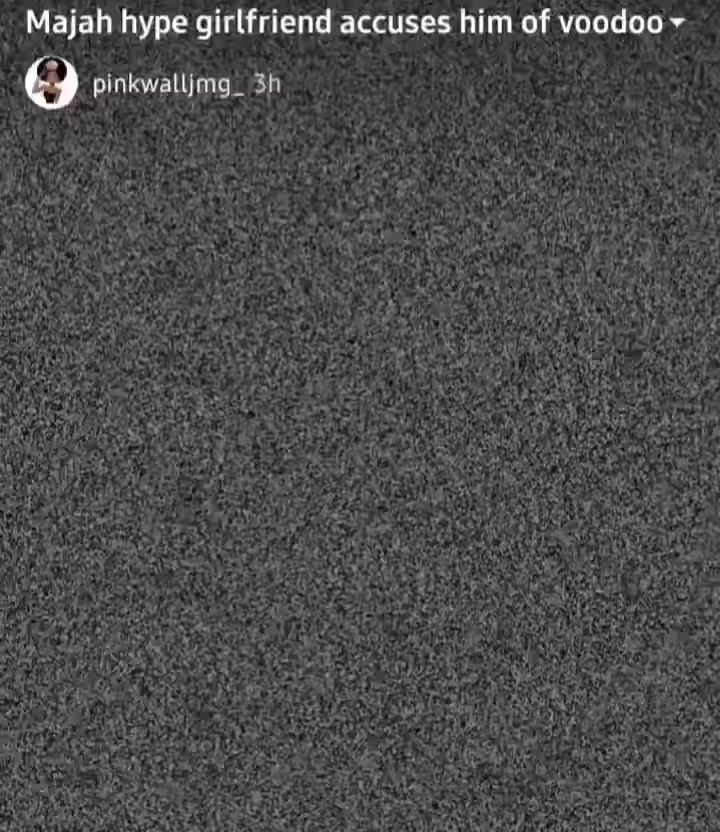 Majah hype girlfriend accuses him of voodoo
pinkwalljmg_ 3h